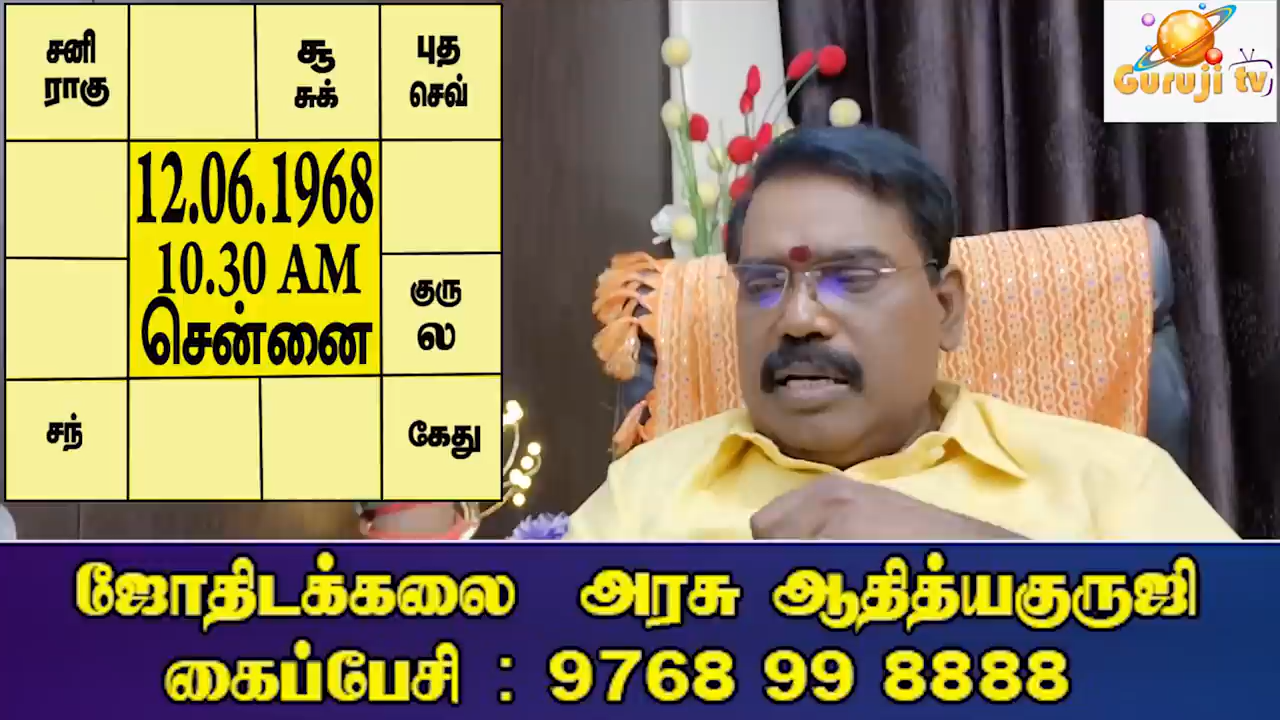 சனி
ராகு
சூ
சுக்
புத
செவ்
Guruji tv
12.06.1968
10.30 AM
சென்னை
குரு
ல
சந்
கேது
ஜோதிடக்கலை அரசு ஆதித்யகுருஜி
கைப்பேசி : 9768 99 8888